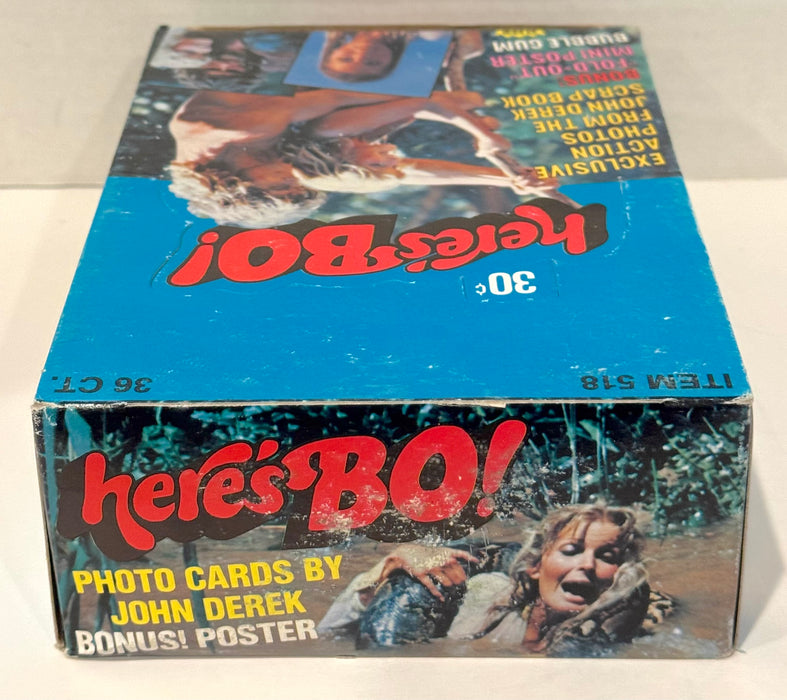 BUBBLE GUM
MINI POSTER
"FOLD-OUT"
BONUS!
SCRAP BOOK
JOHN DEREK
FROM THE
PHOTOS
ACTION
EXCLUSIVE
here's BO!
30¢
36 CT.
ITEM 518
here's BO!
PHOTO CARDS BY
JOHN DEREK
BONUS! POSTER